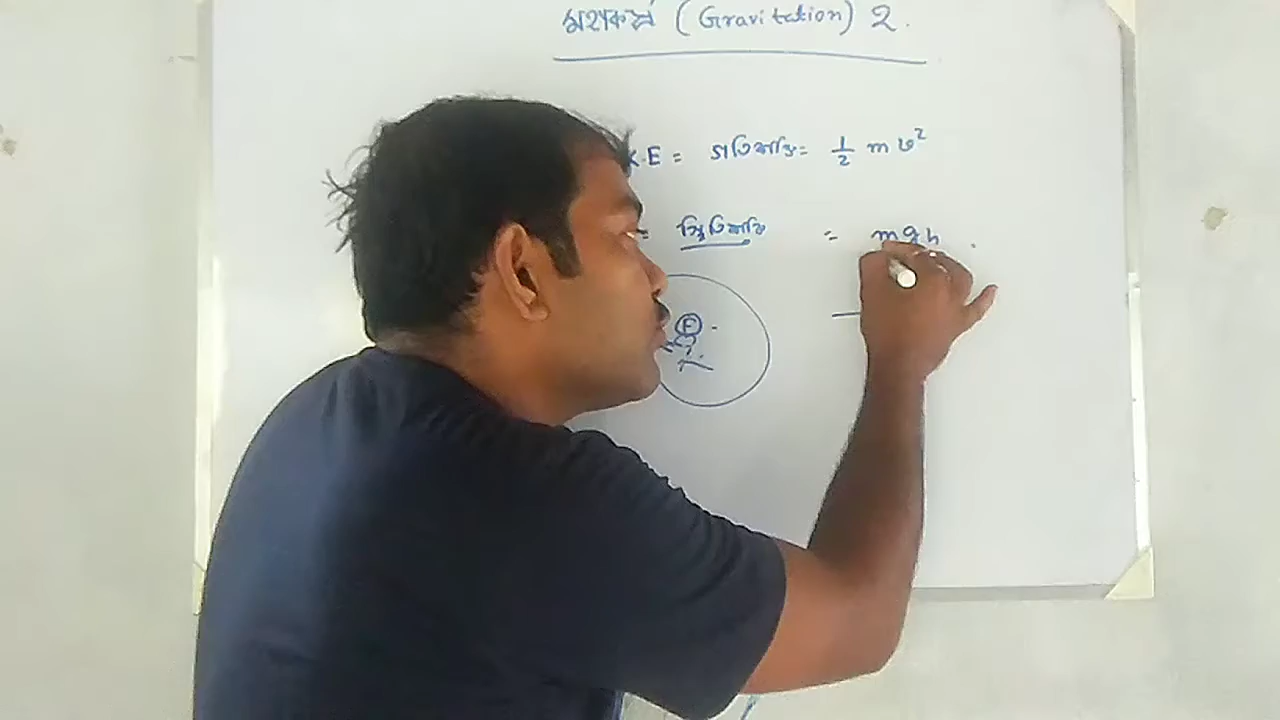 মহাকর্ষ (Gravitation) 2.
K.E = গতিশক্তি = 1/2 m v²
= স্থিতিশক্তি = mgh
E